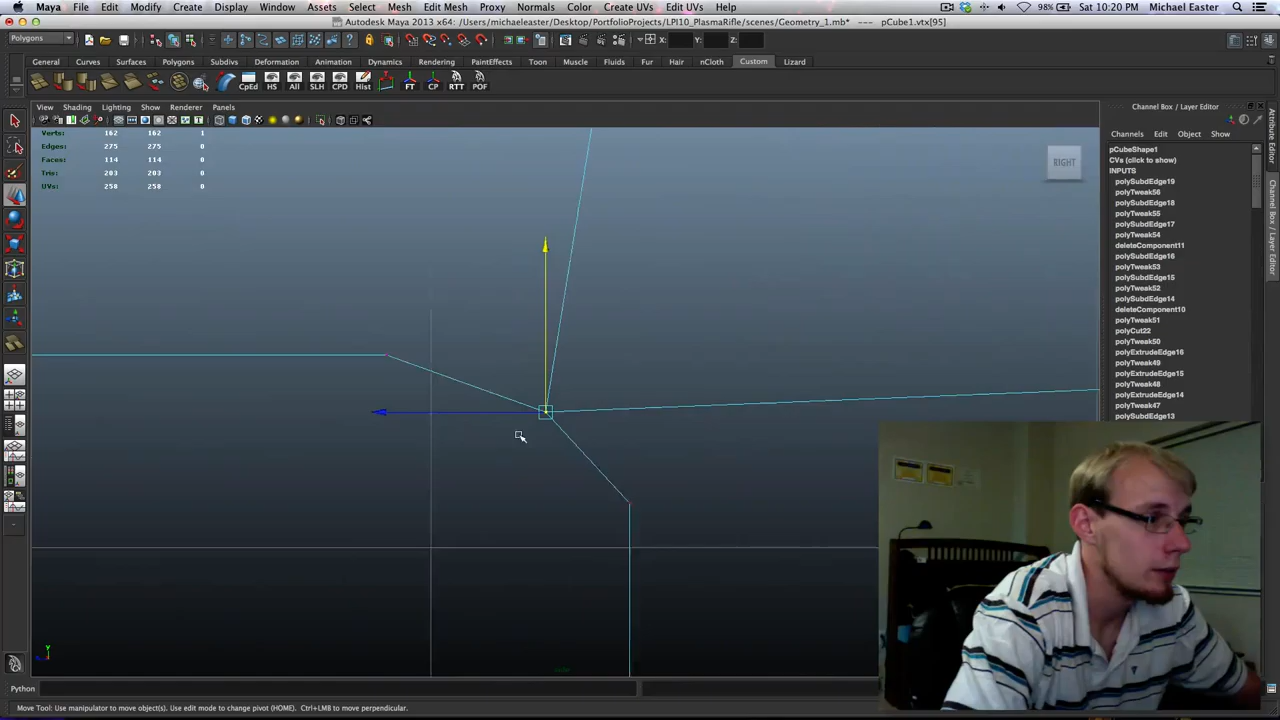 Maya File Edit Modify Create Display Window Assets Select Mesh Edit Mesh Proxy Normals Color Create UVs Edit UVs Help
98% Sat 10:20 PM Michael Easter
Autodesk Maya 2013 x64: /Users/michaeleaster/Desktop/PortfolioProjects/LPI10_PlasmaRifle/scenes/Geometry_1.mb* --- pCube1.vtx[95]
Polygons
X: Y: Z:
General Curves Surfaces Polygons Subdivs Deformation Animation Dynamics Rendering PaintEffects Toon Muscle Fluids Fur Hair nCloth Custom Lizard
CpEd HS All SLH CPD Hist FT CP RTT POF
View Shading Lighting Show Renderer Panels
Channel Box / Layer Editor
Verts: 162 162 1
Edges: 275 275 0
Faces: 114 114 0
Tris: 203 203 0
UVs: 258 258 0
RIGHT
Channels Edit Object Show
pCubeShape1
CVs (click to show)
INPUTS
polySubdEdge19
polyTweak56
polySubdEdge18
polyTweak55
polySubdEdge17
polyTweak54
deleteComponent11
polySubdEdge16
polyTweak53
polySubdEdge15
polyTweak52
polySubdEdge14
deleteComponent10
polyTweak51
polyCut22
polyTweak50
polyExtrudeEdge16
polyTweak49
polyExtrudeEdge15
polyTweak48
polyExtrudeEdge14
polyTweak47
polySubdEdge13
Attribute Editor
Channel Box / Layer Editor
Y
Z
Python
Move Tool: Use manipulator to move object(s). Use edit mode to change pivot (HOME). Ctrl+LMB to move perpendicular.